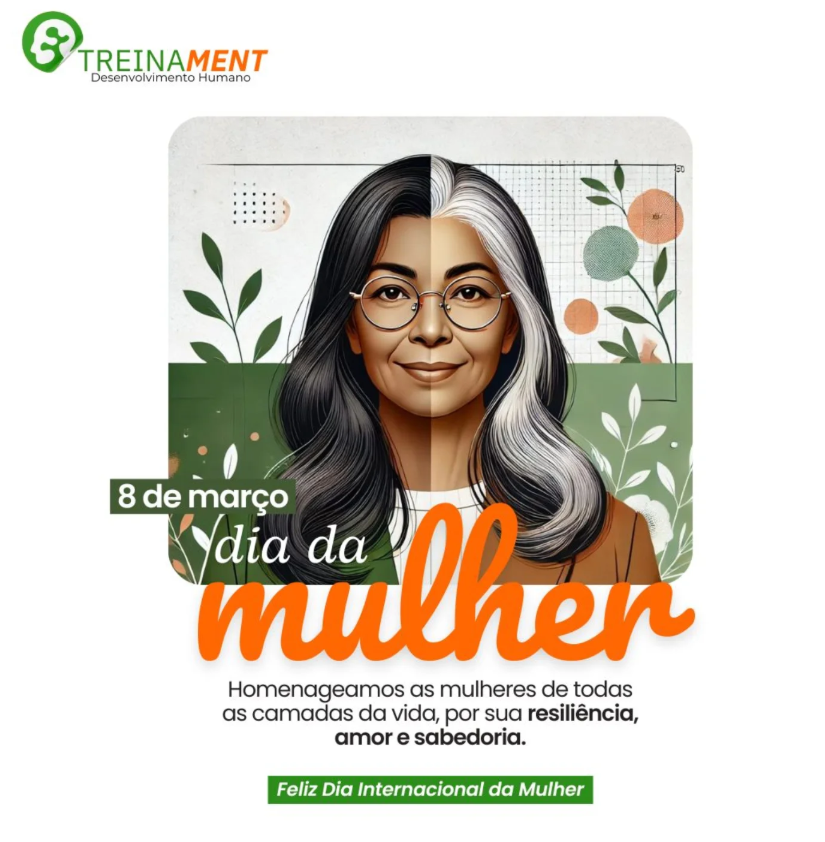 TREINAMENT
Desenvolvimento Humano
8 de março
dia da
mulher
Homenageamos as mulheres de todas
as camadas da vida, por sua resiliência,
amor e sabedoria.
Feliz Dia Internacional da Mulher